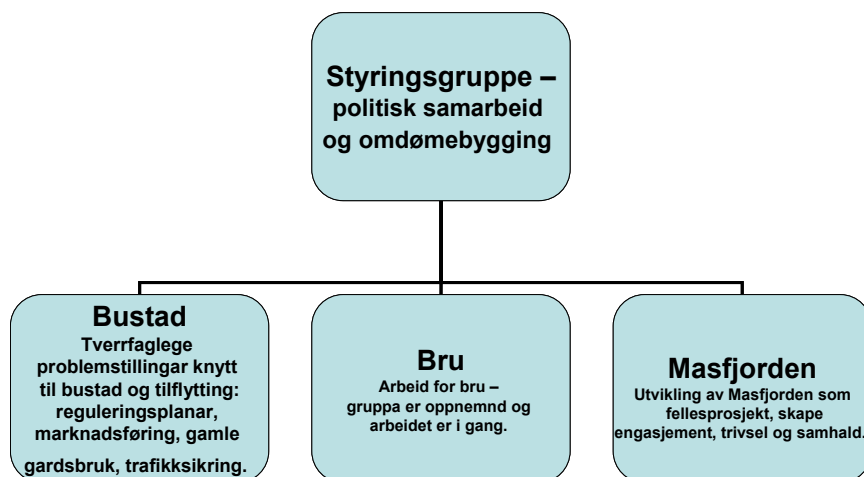 Styringsgruppe –
politisk samarbeid
og omdømebygging
Bustad
Tverrfaglege
problemstillingar knytt
til bustad og tilflytting:
reguleringsplanar,
marknadsføring, gamle
gardsbruk, trafikksikring.
Bru
Arbeid for bru –
gruppa er oppnemnd og
arbeidet er i gang.
Masfjorden
Utvikling av Masfjorden som
fellesprosjekt, skape
engasjement, trivsel og samhald.